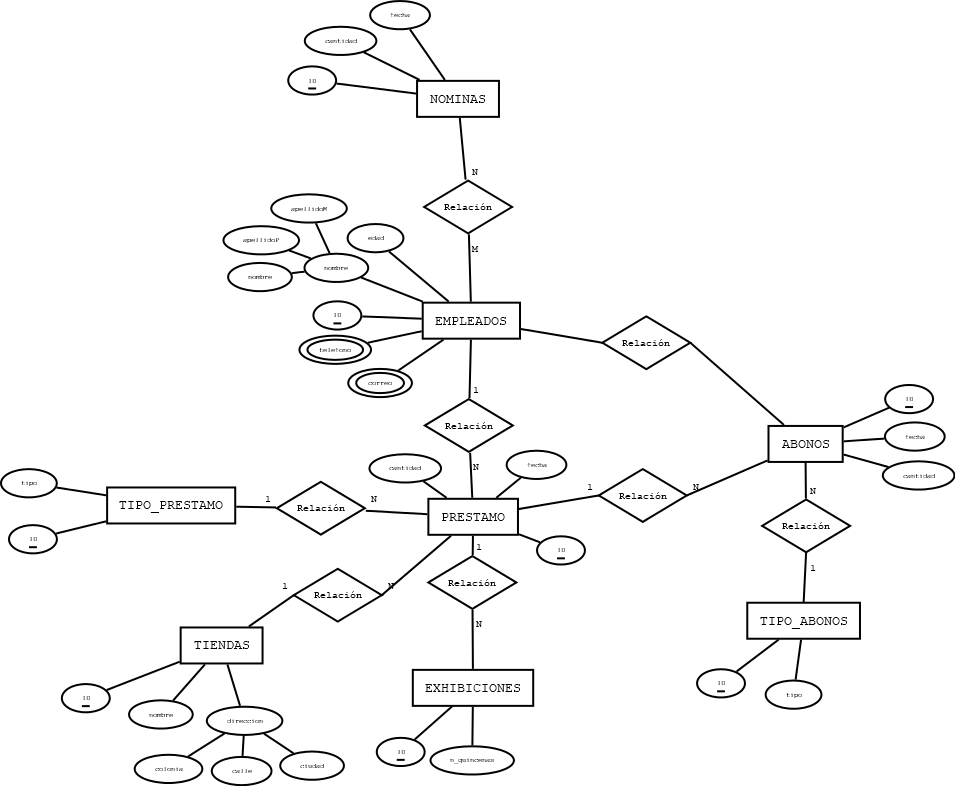 fecha
cantidad
ID
NOMINAS
N
Relación
M
apellidoM
apellidoP
edad
nombre
nombre
ID
EMPLEADOS
telefono
Relación
correo
1
ID
Relación
fecha
ABONOS
cantidad
N
cantidad
fecha
tipo
1
N
1
N
N
TIPO_PRESTAMO
Relación
PRESTAMO
Relación
Relación
ID
ID
1
1
N
Relación
Relación
1
N
TIENDAS
TIPO_ABONOS
EXHIBICIONES
ID
ID
tipo
nombre
direccion
ID
n_quincenas
colonia
calle
ciudad